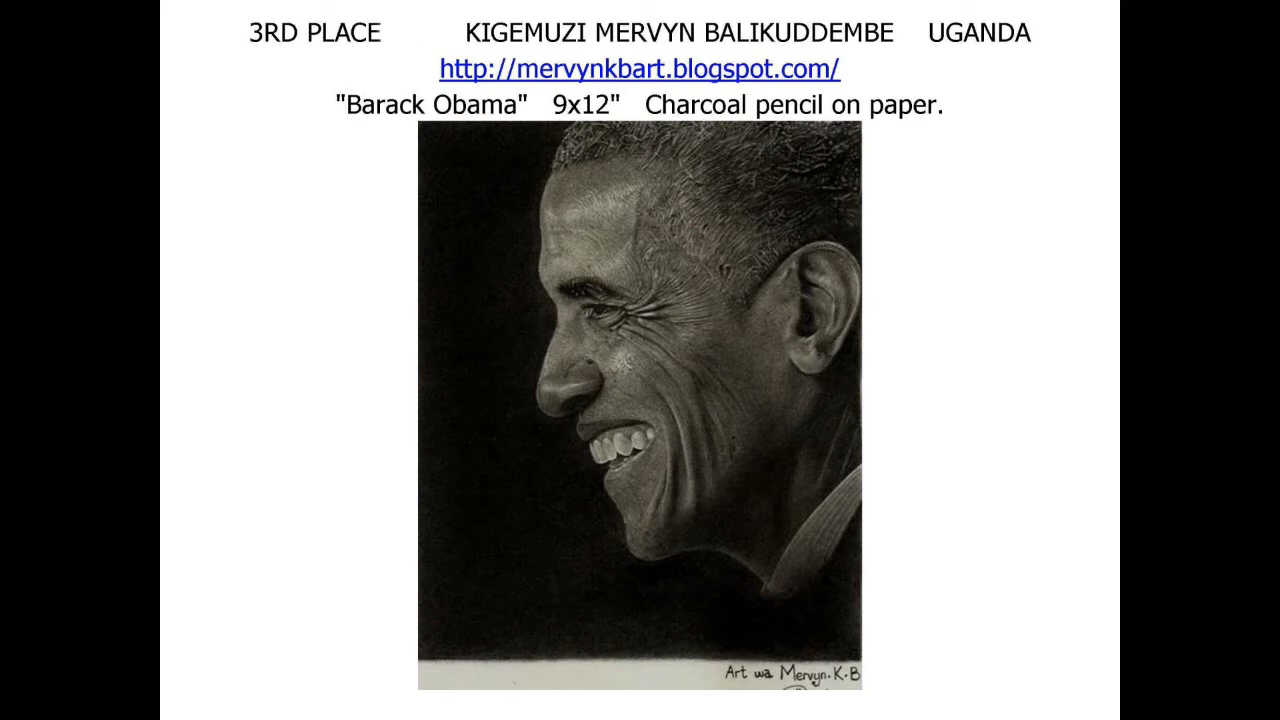 3RD PLACE KIGEMUZI MERVYN BALIKUDDEMBE UGANDA
http://mervynkbart.blogspot.com/
"Barack Obama" 9x12" Charcoal pencil on paper.
Art wa Mervyn.K.B